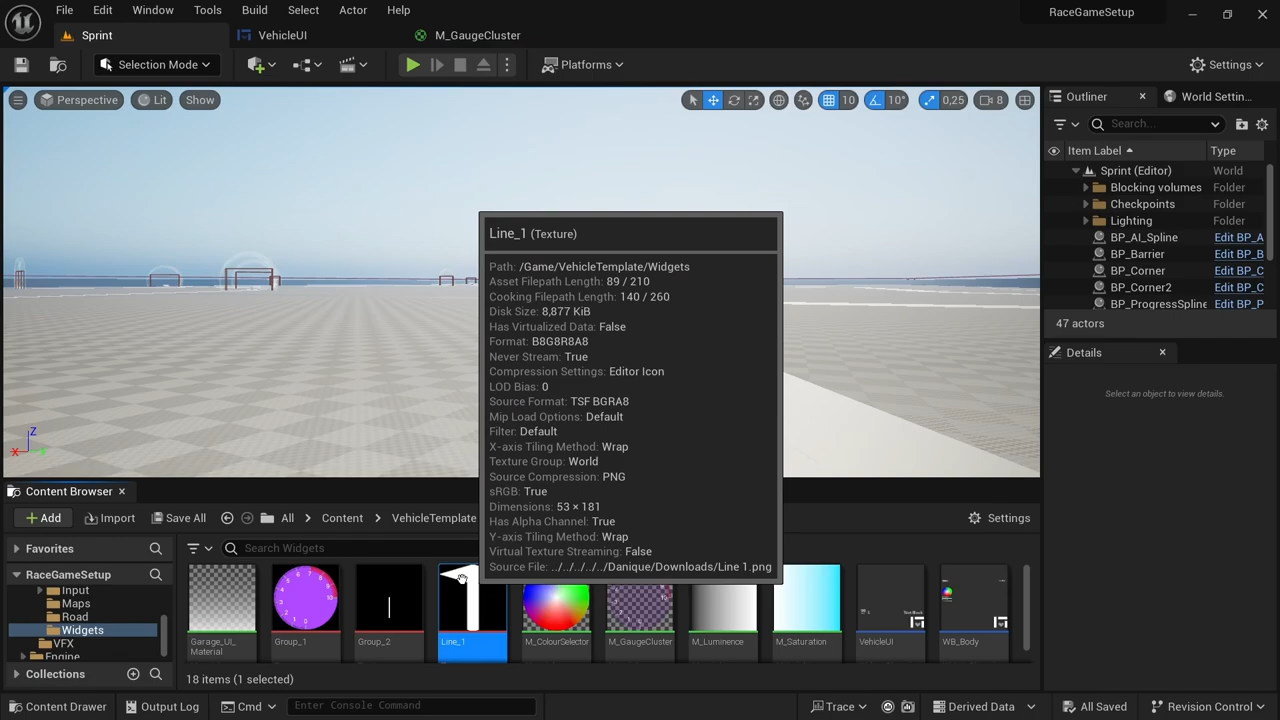 File Edit Window Tools Build Select Actor Help RaceGameSetup
Sprint VehicleUI M_GaugeCluster
Selection Mode Platforms Settings
Perspective Lit Show 10 10° 0,25 8
Outliner World Settin...
Search...
Item Label Type
Sprint (Editor) World
Blocking volumes Folder
Checkpoints Folder
Lighting Folder
BP_AI_Spline Edit BP_A
BP_Barrier Edit BP_B
BP_Corner Edit BP_C
BP_Corner2 Edit BP_C
BP_ProgressSpline Edit BP_P
47 actors
Details
Select an object to view details.
Line_1 (Texture)
Path: /Game/VehicleTemplate/Widgets
Asset Filepath Length: 89 / 210
Cooking Filepath Length: 140 / 260
Disk Size: 8,877 KiB
Has Virtualized Data: False
Format: B8G8R8A8
Never Stream: True
Compression Settings: Editor Icon
LOD Bias: 0
Source Format: TSF BGRA8
Mip Load Options: Default
Filter: Default
X-axis Tiling Method: Wrap
Texture Group: World
Source Compression: PNG
sRGB: True
Dimensions: 53 × 181
Has Alpha Channel: True
Y-axis Tiling Method: Wrap
Virtual Texture Streaming: False
Source File: ../../../../../Danique/Downloads/Line 1.png
Z
X
Content Browser
Add Import Save All All Content VehicleTemplate Settings
Favorites
Search Widgets
RaceGameSetup
Input
Maps
Road
Widgets
VFX
Engine
Collections
Garage_UI_Material Group_1 Group_2 Line_1 M_ColourSelector M_GaugeCluster M_Luminence M_Saturation VehicleUI WB_Body
18 items (1 selected)
Content Drawer Output Log Cmd Enter Console Command Trace Derived Data All Saved Revision Control